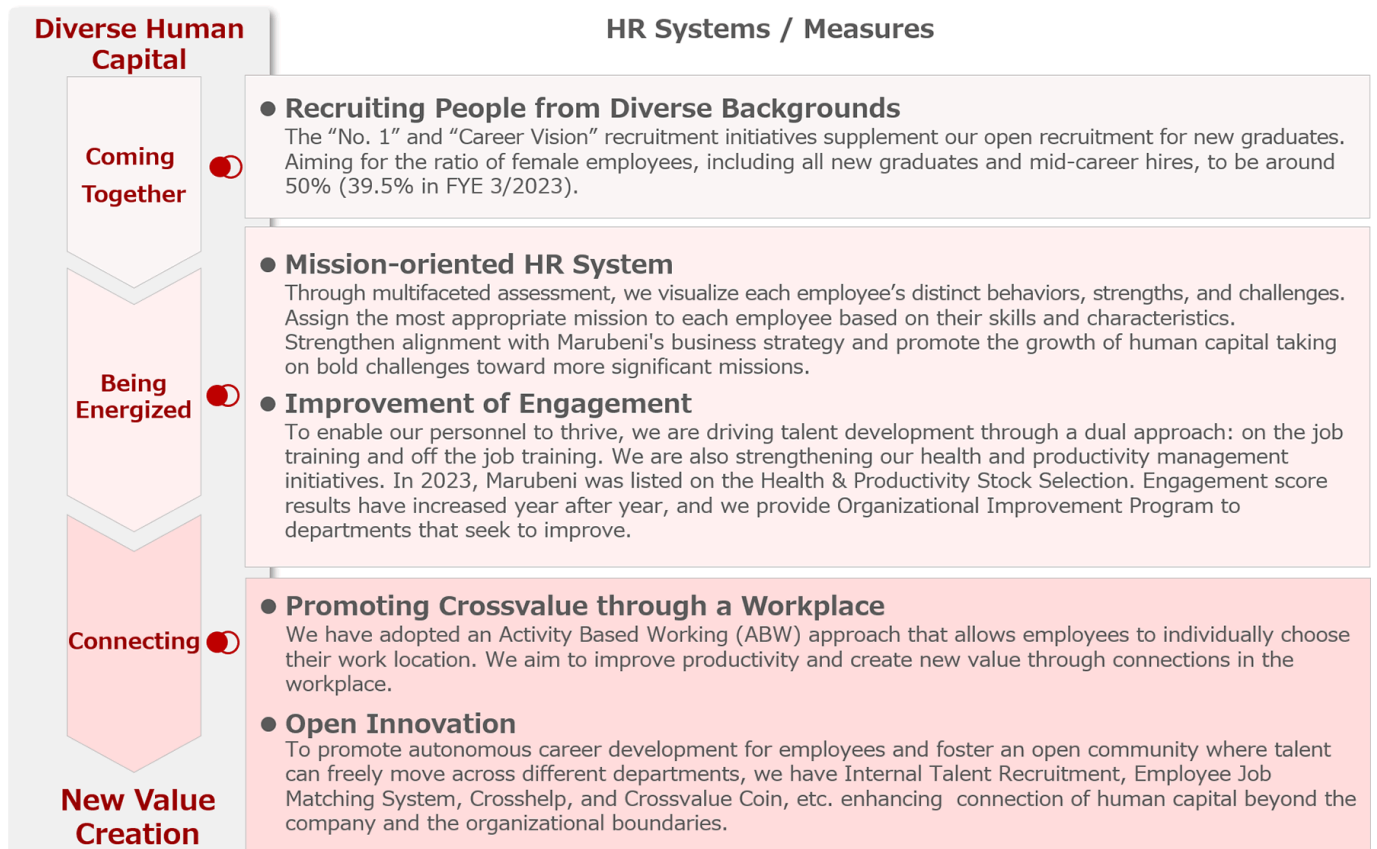 Diverse Human
Capital
HR Systems / Measures
Coming
Together
● Recruiting People from Diverse Backgrounds
The “No. 1” and “Career Vision” recruitment initiatives supplement our open recruitment for new graduates.
Aiming for the ratio of female employees, including all new graduates and mid-career hires, to be around
50% (39.5% in FYE 3/2023).
Being
Energized
● Mission-oriented HR System
Through multifaceted assessment, we visualize each employee’s distinct behaviors, strengths, and challenges.
Assign the most appropriate mission to each employee based on their skills and characteristics.
Strengthen alignment with Marubeni's business strategy and promote the growth of human capital taking
on bold challenges toward more significant missions.
● Improvement of Engagement
To enable our personnel to thrive, we are driving talent development through a dual approach: on the job
training and off the job training. We are also strengthening our health and productivity management
initiatives. In 2023, Marubeni was listed on the Health & Productivity Stock Selection. Engagement score
results have increased year after year, and we provide Organizational Improvement Program to
departments that seek to improve.
Connecting
● Promoting Crossvalue through a Workplace
We have adopted an Activity Based Working (ABW) approach that allows employees to individually choose
their work location. We aim to improve productivity and create new value through connections in the
workplace.
● Open Innovation
To promote autonomous career development for employees and foster an open community where talent
can freely move across different departments, we have Internal Talent Recruitment, Employee Job
Matching System, Crosshelp, and Crossvalue Coin, etc. enhancing  connection of human capital beyond the
company and the organizational boundaries.
New Value
Creation